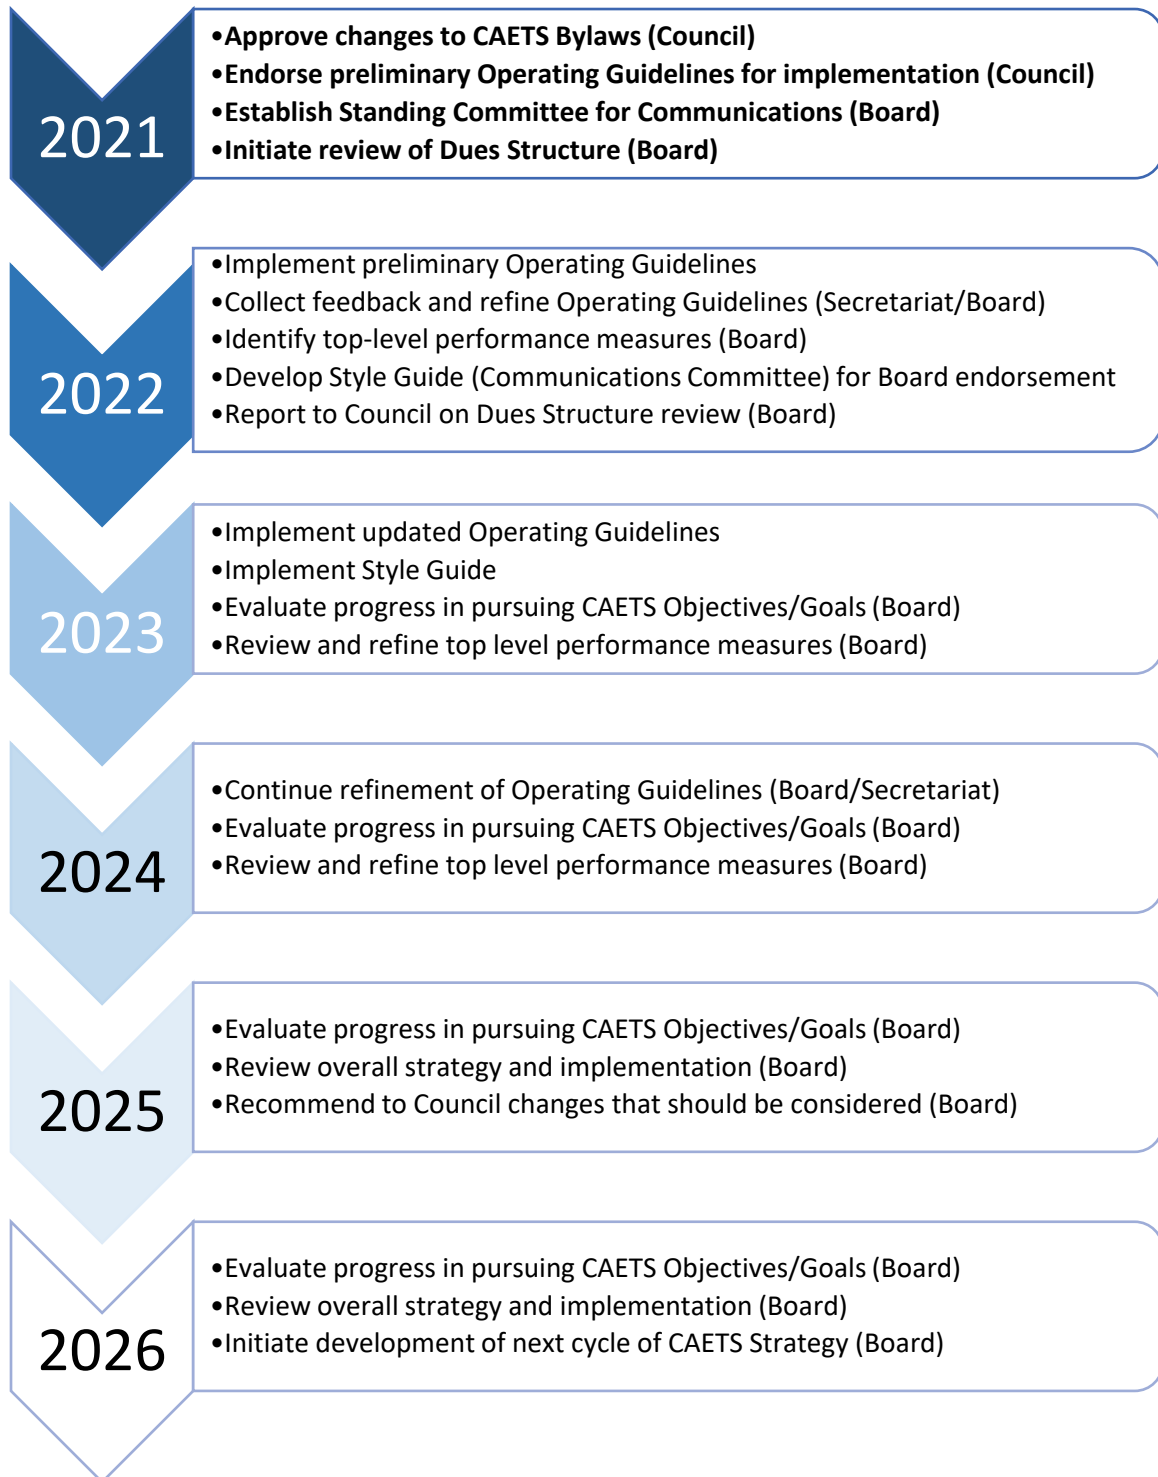 2021
•Approve changes to CAETS Bylaws (Council)
•Endorse preliminary Operating Guidelines for implementation (Council)
•Establish Standing Committee for Communications (Board)
•Initiate review of Dues Structure (Board)
2022
•Implement preliminary Operating Guidelines
•Collect feedback and refine Operating Guidelines (Secretariat/Board)
•Identify top-level performance measures (Board)
•Develop Style Guide (Communications Committee) for Board endorsement
•Report to Council on Dues Structure review (Board)
2023
•Implement updated Operating Guidelines
•Implement Style Guide
•Evaluate progress in pursuing CAETS Objectives/Goals (Board)
•Review and refine top level performance measures (Board)
2024
•Continue refinement of Operating Guidelines (Board/Secretariat)
•Evaluate progress in pursuing CAETS Objectives/Goals (Board)
•Review and refine top level performance measures (Board)
2025
•Evaluate progress in pursuing CAETS Objectives/Goals (Board)
•Review overall strategy and implementation (Board)
•Recommend to Council changes that should be considered (Board)
2026
•Evaluate progress in pursuing CAETS Objectives/Goals (Board)
•Review overall strategy and implementation (Board)
•Initiate development of next cycle of CAETS Strategy (Board)